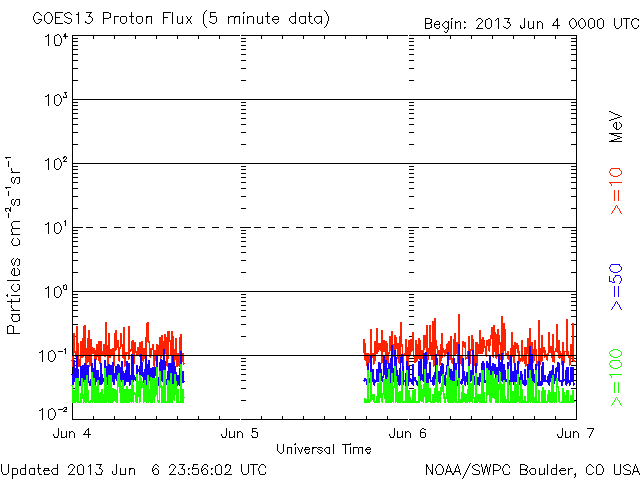 GOES13 Proton Flux (5 minute data)
Begin: 2013 Jun 4 0000 UTC
10⁴
10³
10²
10¹
10⁰
10⁻¹
10⁻²
Particles cm⁻²s⁻¹sr⁻¹
Jun 4
Jun 5
Jun 6
Jun 7
Universal Time
MeV
>=10
>=50
>=100
Updated 2013 Jun 6 23:56:02 UTC
NOAA/SWPC Boulder, CO USA